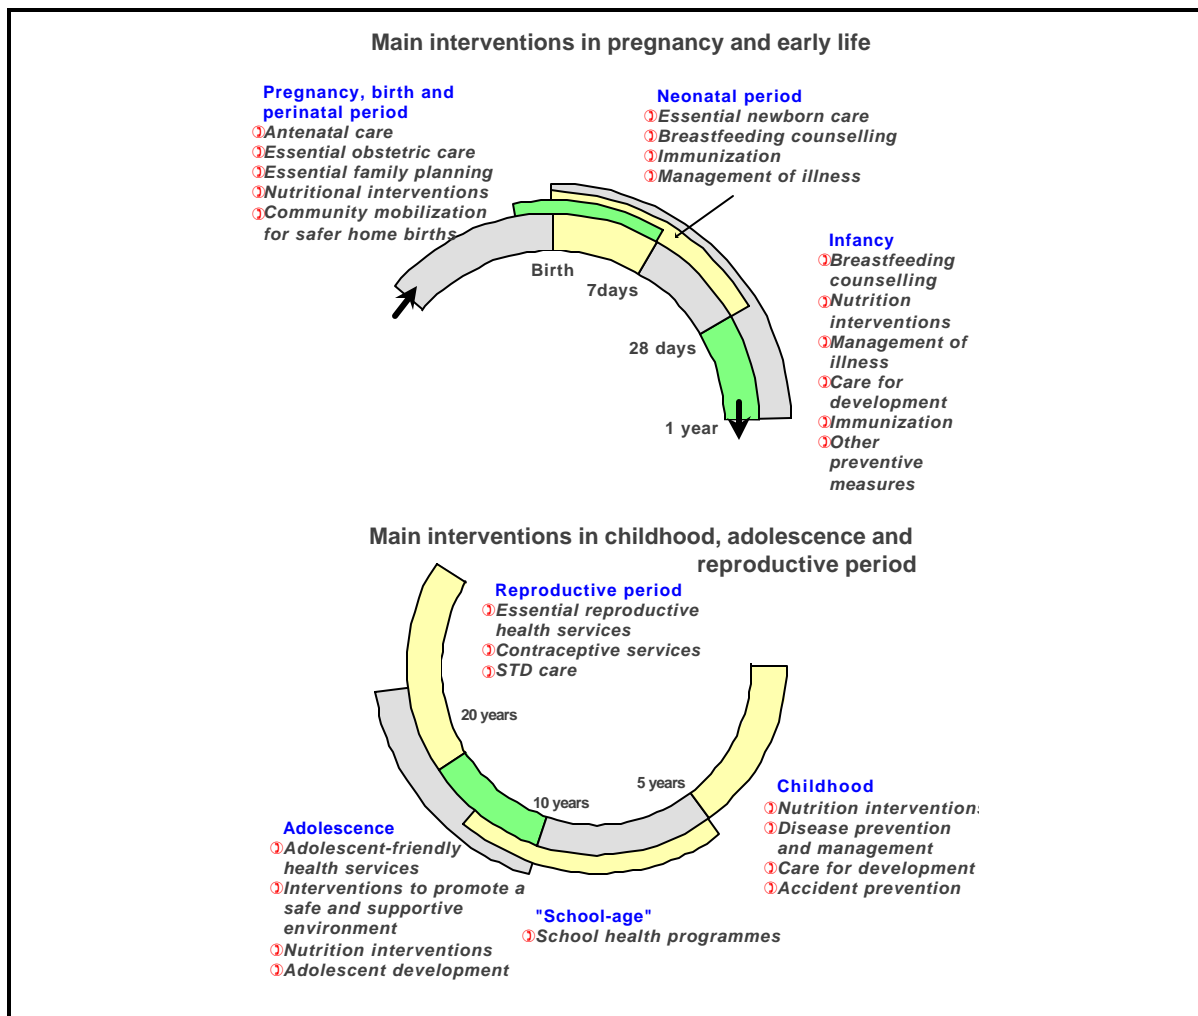 Main interventions in pregnancy and early life
Pregnancy, birth and
perinatal period
Antenatal care
Essential obstetric care
Essential family planning
Nutritional interventions
Community mobilization
for safer home births
Neonatal period
Essential newborn care
Breastfeeding counselling
Immunization
Management of illness
Birth
7days
28 days
1 year
Infancy
Breastfeeding
counselling
Nutrition
interventions
Management of
illness
Care for
development
Immunization
Other
preventive
measures
Main interventions in childhood, adolescence and
reproductive period
Reproductive period
Essential reproductive
health services
Contraceptive services
STD care
20 years
10 years
5 years
Childhood
Nutrition interventions
Disease prevention
and management
Care for development
Accident prevention
Adolescence
Adolescent-friendly
health services
Interventions to promote a
safe and supportive
environment
Nutrition interventions
Adolescent development
"School-age"
School health programmes